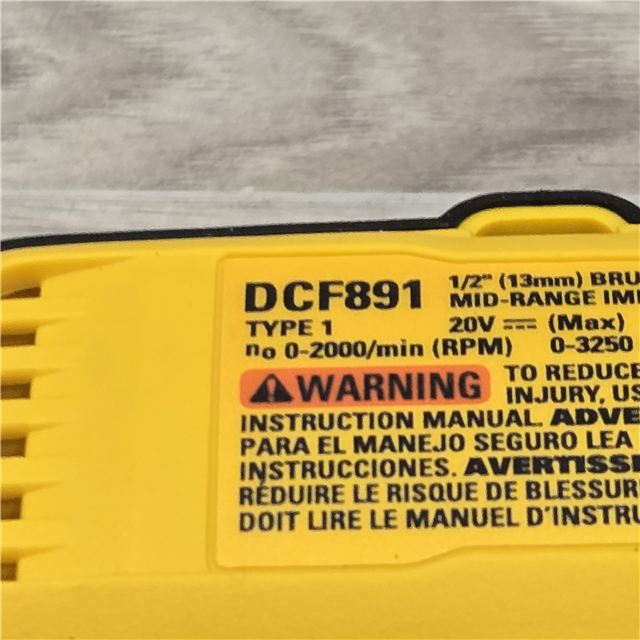 DCF891 1/2" (13mm) BRU
MID-RANGE IM
TYPE 1 20V ⎓ (Max)
no 0-2000/min (RPM) 0-3250
WARNING TO REDUCE
INJURY, US
INSTRUCTION MANUAL. ADVE
PARA EL MANEJO SEGURO LEA
INSTRUCCIONES. AVERTISSE
RÉDUIRE LE RISQUE DE BLESSUR
DOIT LIRE LE MANUEL D'INSTRU